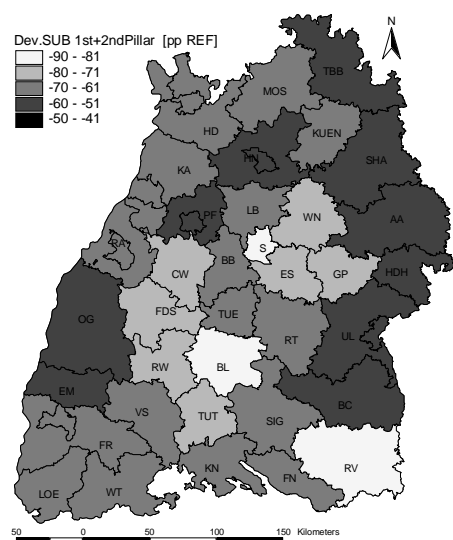 N
Dev.SUB 1st+2ndPillar [pp REF]
-90 - -81
-80 - -71
-70 - -61
-60 - -51
-50 - -41
TBB
MOS
HD
KUEN
HN
SHA
KA
PF
LB
WN
AA
RA
S
CW
BB
ES
GP
HDH
OG
FDS
TUE
RT
UL
RW
BL
EM
BC
VS
TUT
SIG
FR
RV
KN
FN
LOE
WT
50 0 50 100 150 Kilometers